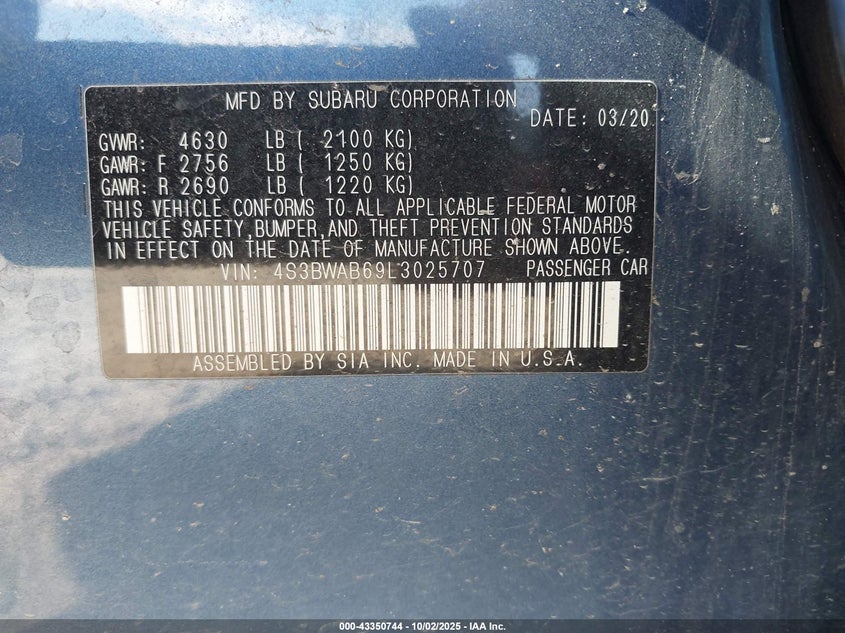 MFD BY SUBARU CORPORATION
DATE: 03/20
GVWR: 4630 LB ( 2100 KG)
GAWR: F 2756 LB ( 1250 KG)
GAWR: R 2690 LB ( 1220 KG)
THIS VEHICLE CONFORMS TO ALL APPLICABLE FEDERAL MOTOR
VEHICLE SAFETY, BUMPER, AND THEFT PREVENTION STANDARDS
IN EFFECT ON THE DATE OF MANUFACTURE SHOWN ABOVE.
VIN: 4S3BWAB69L3025707 PASSENGER CAR
ASSEMBLED BY SIA INC. MADE IN U.S.A.
000-43350744 - 10/02/2025 - IAA Inc.